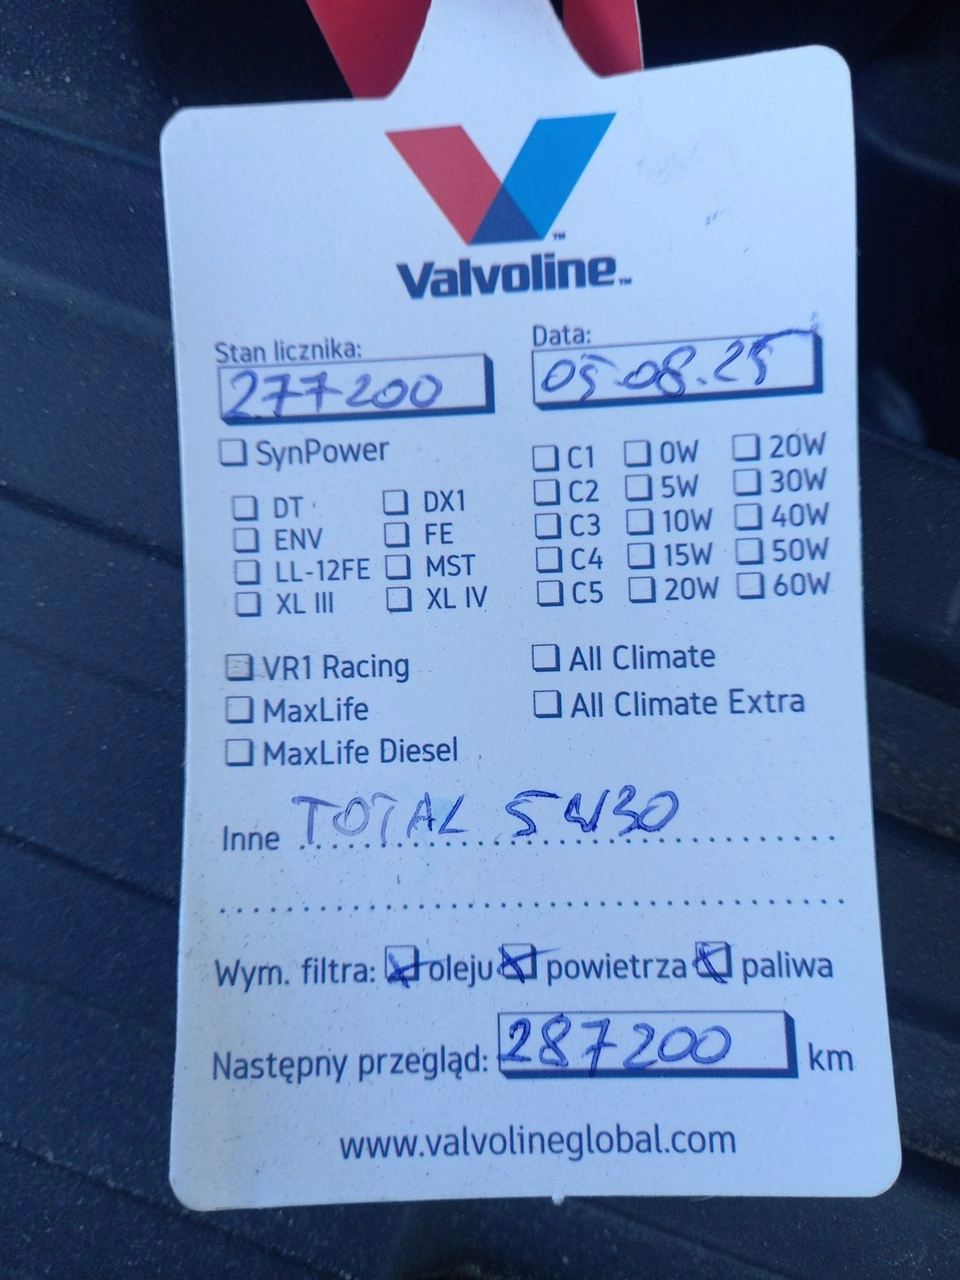 Valvoline™
Stan licznika: Data:
277200 05.08.25
SynPower
C1 0W 20W
C2 5W 30W
DT DX1
C3 10W 40W
ENV FE
C4 15W 50W
LL-12FE MST
C5 20W 60W
XL III XL IV
VR1 Racing All Climate
MaxLife All Climate Extra
MaxLife Diesel
Inne TOTAL 5W30
Wym. filtra: oleju powietrza paliwa
Następny przegląd: 287200 km
www.valvolineglobal.com